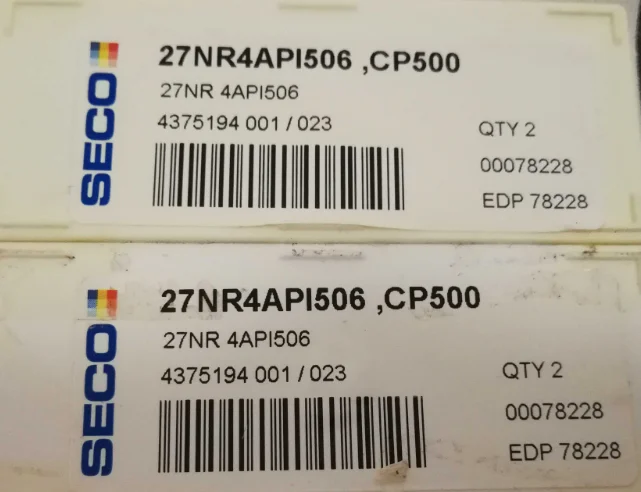 SECO
27NR4API506 ,CP500
27NR 4API506
4375194 001 / 023
QTY 2
00078228
EDP 78228
SECO
27NR4API506 ,CP500
27NR 4API506
4375194 001 / 023
QTY 2
00078228
EDP 78228